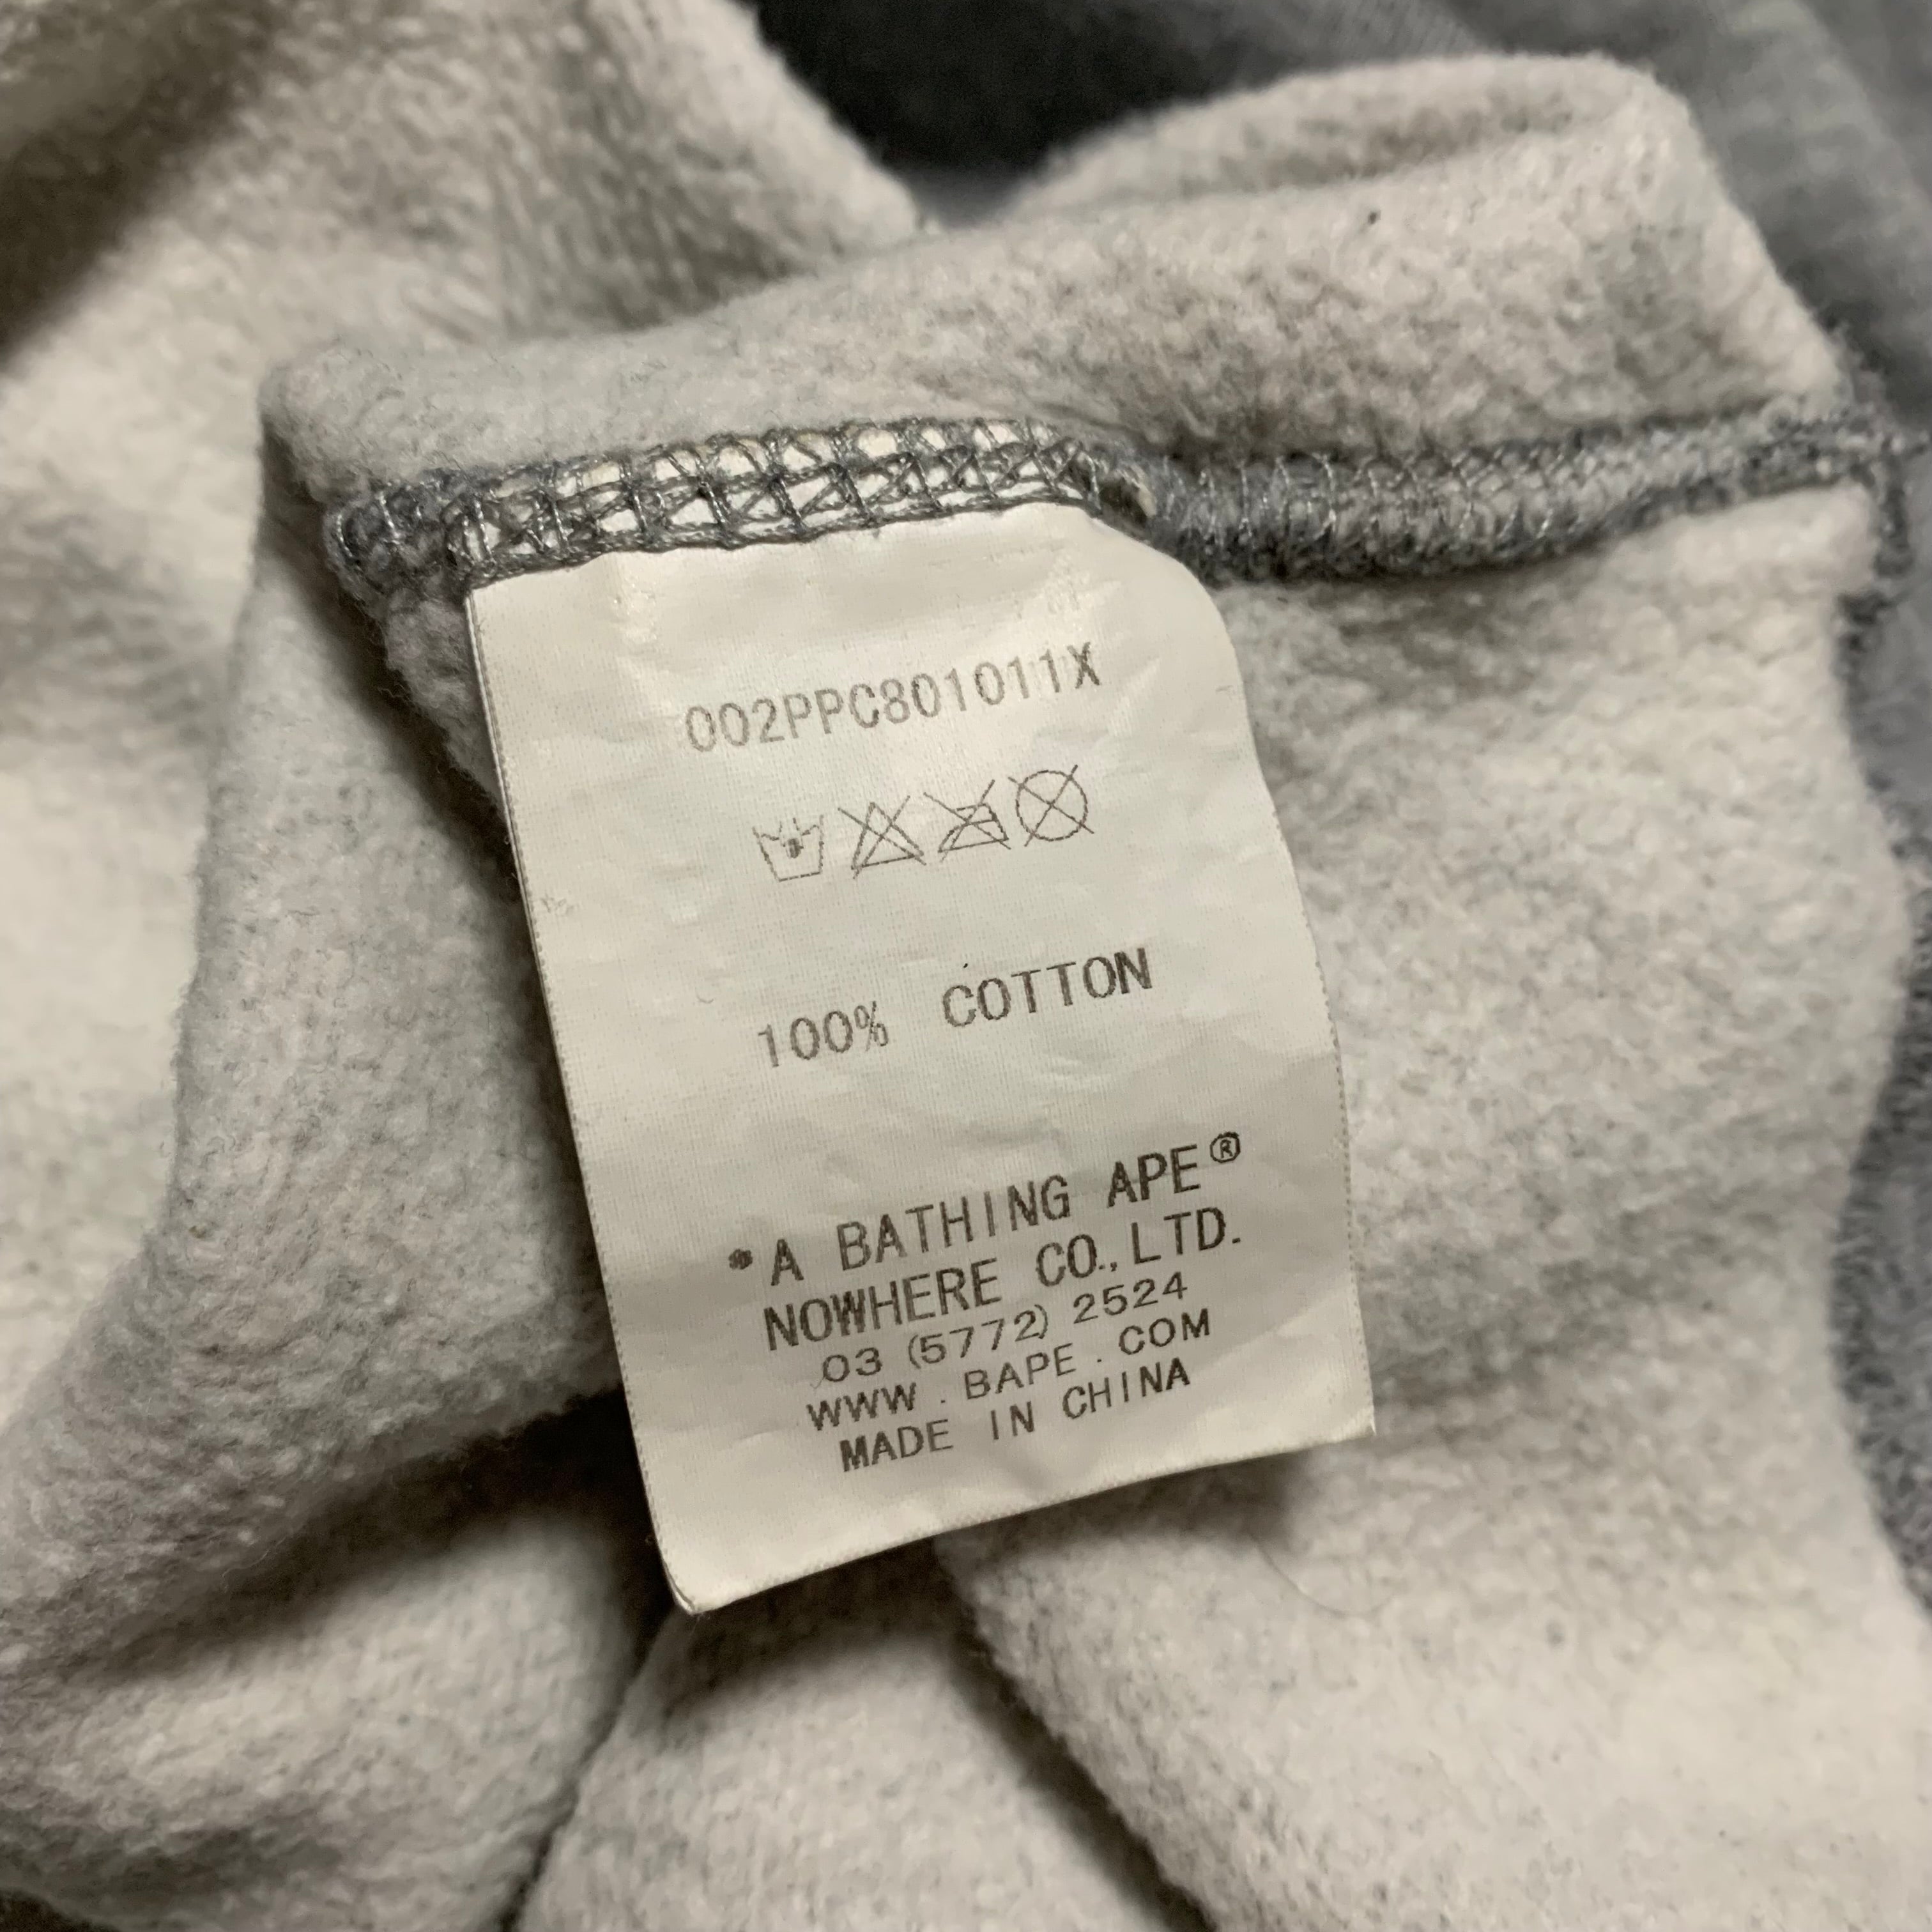 002PPC801011X
100% COTTON
*A BATHING APE®
NOWHERE CO., LTD.
03 (5772) 2524
WWW . BAPE . COM
MADE IN CHINA